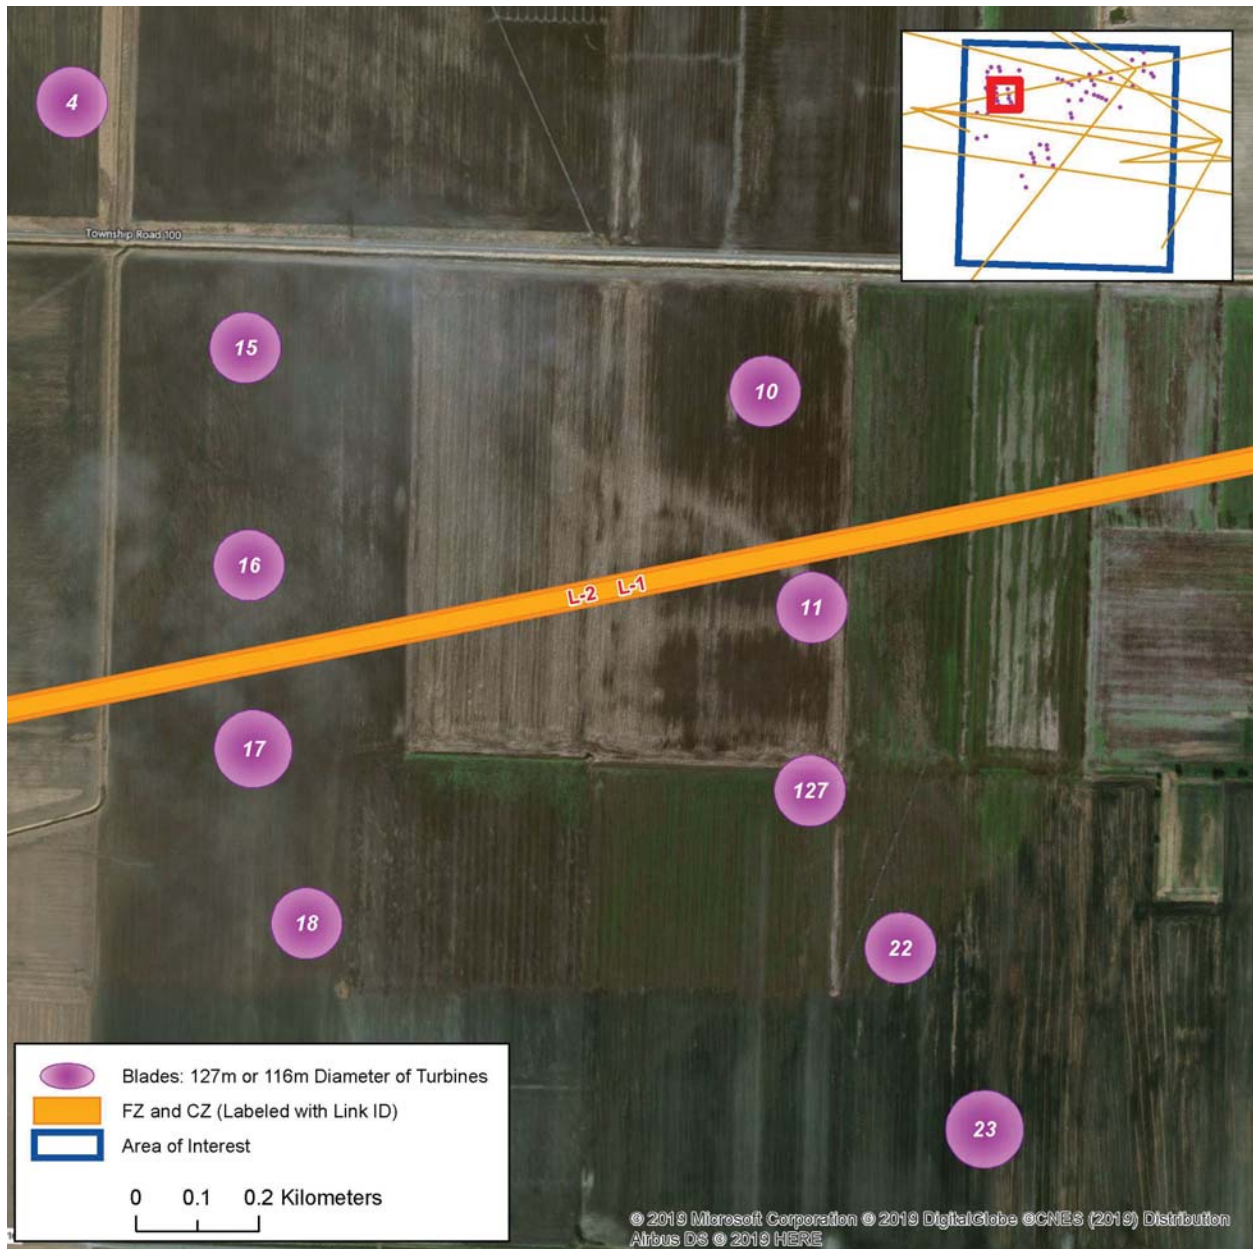 4
Township Road 100
15
10
16
L-2 L-1
11
17
127
18
22
23
Blades: 127m or 116m Diameter of Turbines
FZ and CZ (Labeled with Link ID)
Area of Interest
0 0.1 0.2 Kilometers
© 2019 Microsoft Corporation © 2019 DigitalGlobe ©CNES (2019) Distribution
Airbus DS © 2019 HERE